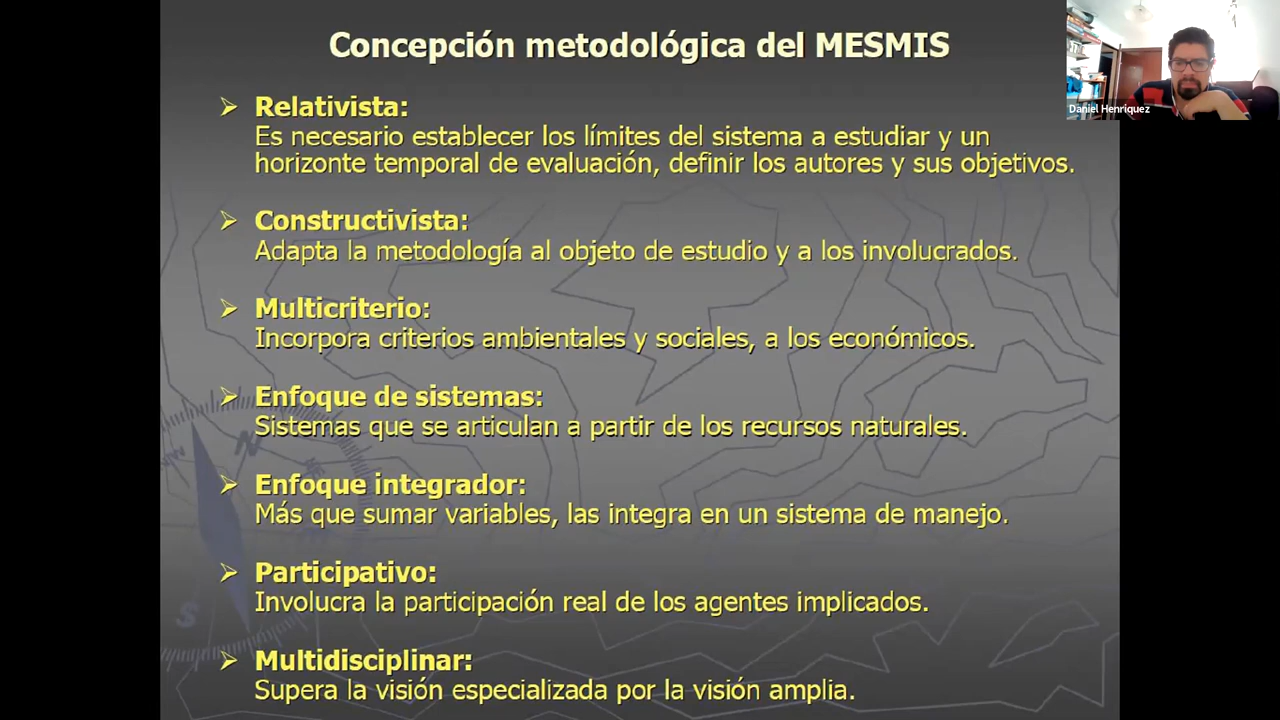 Concepción metodológica del MESMIS
Daniel Henríquez
Relativista:
Es necesario establecer los límites del sistema a estudiar y un
horizonte temporal de evaluación, definir los autores y sus objetivos.
Constructivista:
Adapta la metodología al objeto de estudio y a los involucrados.
Multicriterio:
Incorpora criterios ambientales y sociales, a los económicos.
Enfoque de sistemas:
Sistemas que se articulan a partir de los recursos naturales.
Enfoque integrador:
Más que sumar variables, las integra en un sistema de manejo.
Participativo:
Involucra la participación real de los agentes implicados.
Multidisciplinar:
Supera la visión especializada por la visión amplia.
N
S